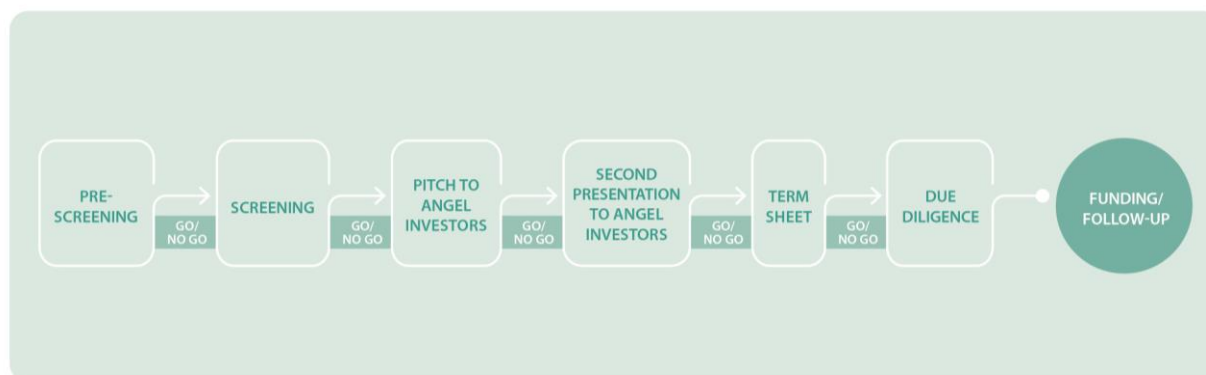 PRE-
SCREENING
GO/
NO GO
SCREENING
GO/
NO GO
PITCH TO
ANGEL
INVESTORS
GO/
NO GO
SECOND
PRESENTATION
TO ANGEL
INVESTORS
GO/
NO GO
TERM
SHEET
GO/
NO GO
DUE
DILIGENCE
FUNDING/
FOLLOW-UP